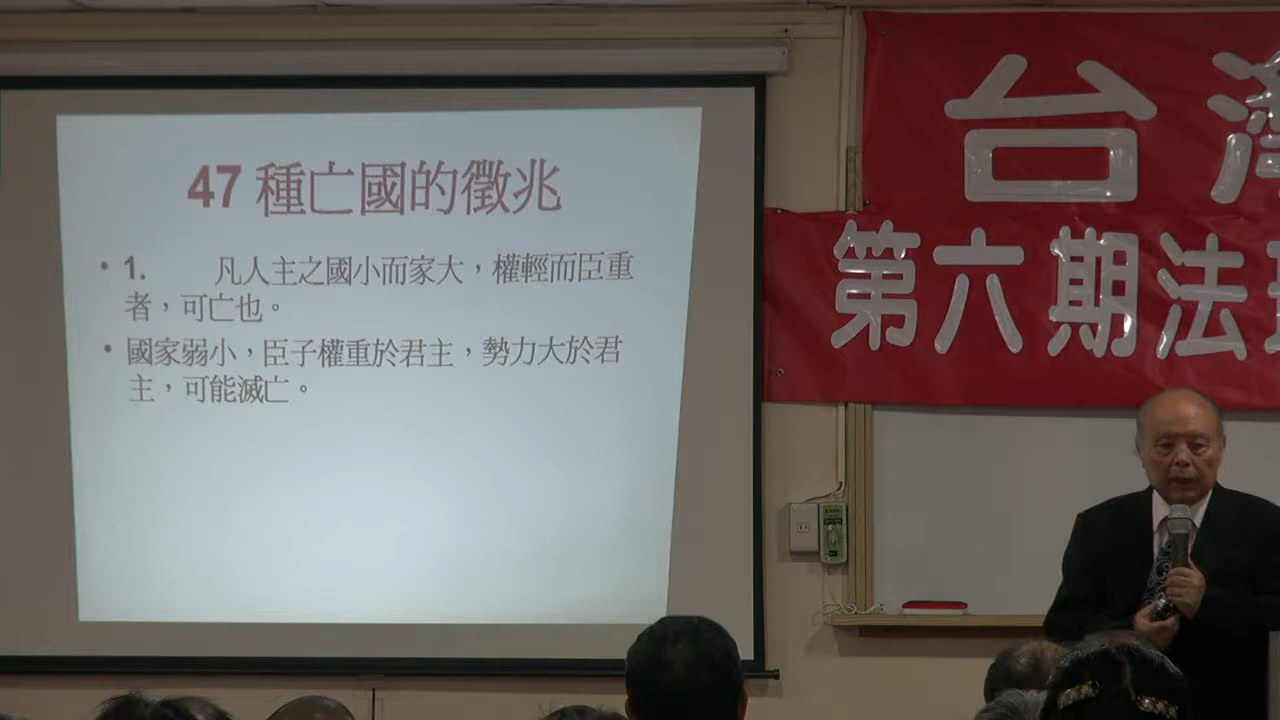 47 種亡國的徵兆
• 1. 凡人主之國小而家大，權輕而臣重
者，可亡也。
• 國家弱小，臣子權重於君主，勢力大於君
主，可能滅亡。
台
第六期法